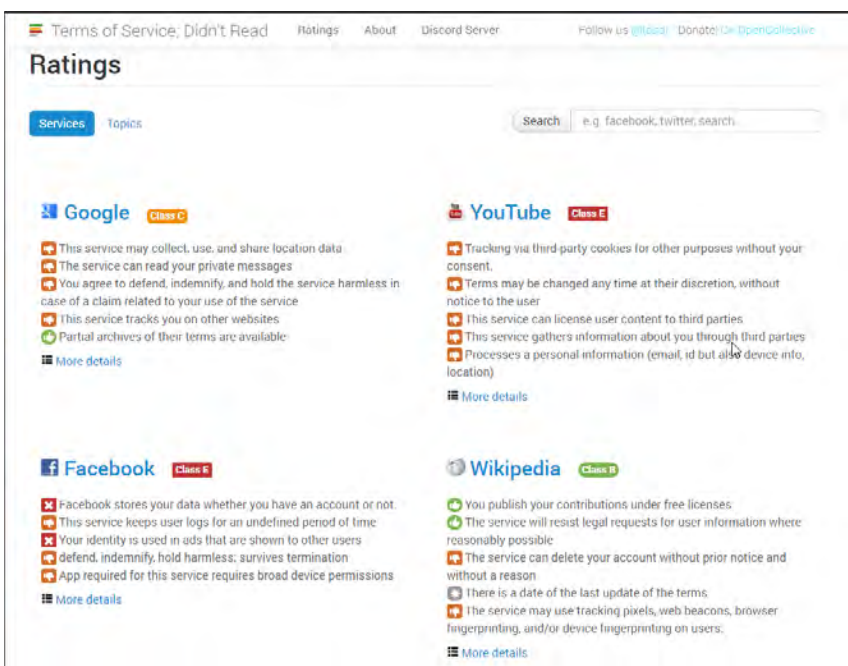 Terms of Service; Didn't Read
Ratings
About
Discord Server
Follow us @tosdr Donate! On OpenCollective
Ratings
Services
Topics
Search
e.g. facebook, twitter, search
Google
Class C
This service may collect, use, and share location data
The service can read your private messages
You agree to defend, indemnify, and hold the service harmless in
case of a claim related to your use of the service
This service tracks you on other websites
Partial archives of their terms are available
More details
YouTube
Class E
Tracking via third-party cookies for other purposes without your
consent.
Terms may be changed any time at their discretion, without
notice to the user
This service can license user content to third parties
This service gathers information about you through third parties
Processes a personal information (email, id but also device info,
location)
More details
Facebook
Class E
Facebook stores your data whether you have an account or not.
This service keeps user logs for an undefined period of time
Your identity is used in ads that are shown to other users
defend, indemnify, hold harmless; survives termination
App required for this service requires broad device permissions
More details
Wikipedia
Class B
You publish your contributions under free licenses
The service will resist legal requests for user information where
reasonably possible
The service can delete your account without prior notice and
without a reason
There is a date of the last update of the terms
The service may use tracking pixels, web beacons, browser
fingerprinting, and/or device fingerprinting on users.
More details